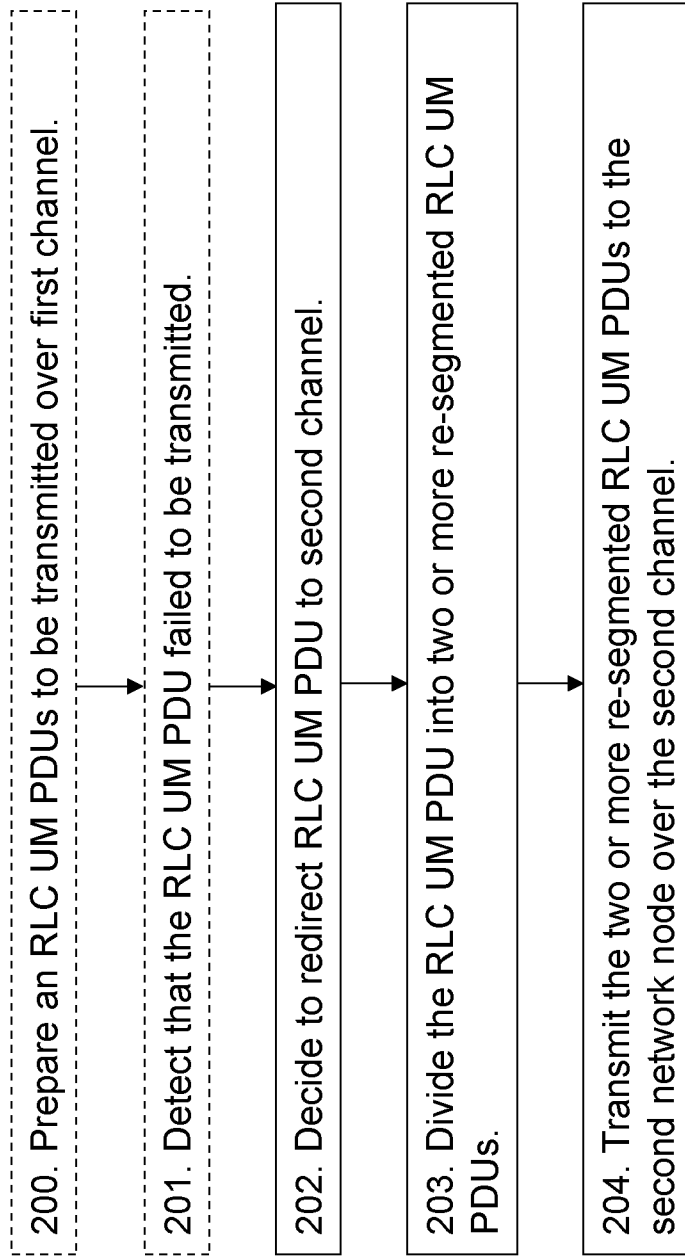 200. Prepare an RLC UM PDUs to be transmitted over first channel.
201. Detect that the RLC UM PDU failed to be transmitted.
202. Decide to redirect RLC UM PDU to second channel.
203. Divide the RLC UM PDU into two or more re-segmented RLC UM
PDUs.
204. Transmit the two or more re-segmented RLC UM PDUs to the
second network node over the second channel.